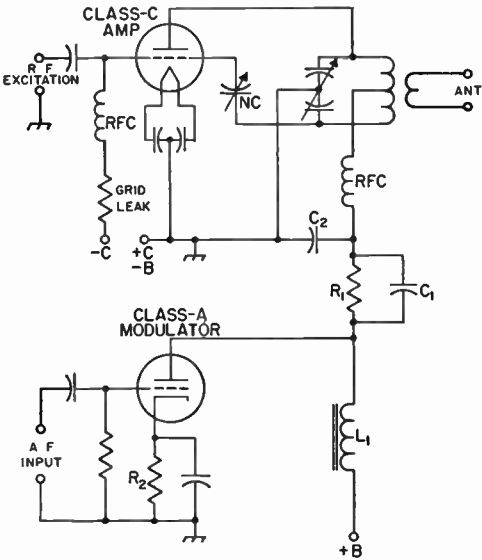 CLASS-C
AMP
R F
EXCITATION
NC
ANT
RFC
RFC
GRID
LEAK
C2
-C
+C
-B
R1
C1
CLASS-A
MODULATOR
A F
INPUT
R2
L1
+B